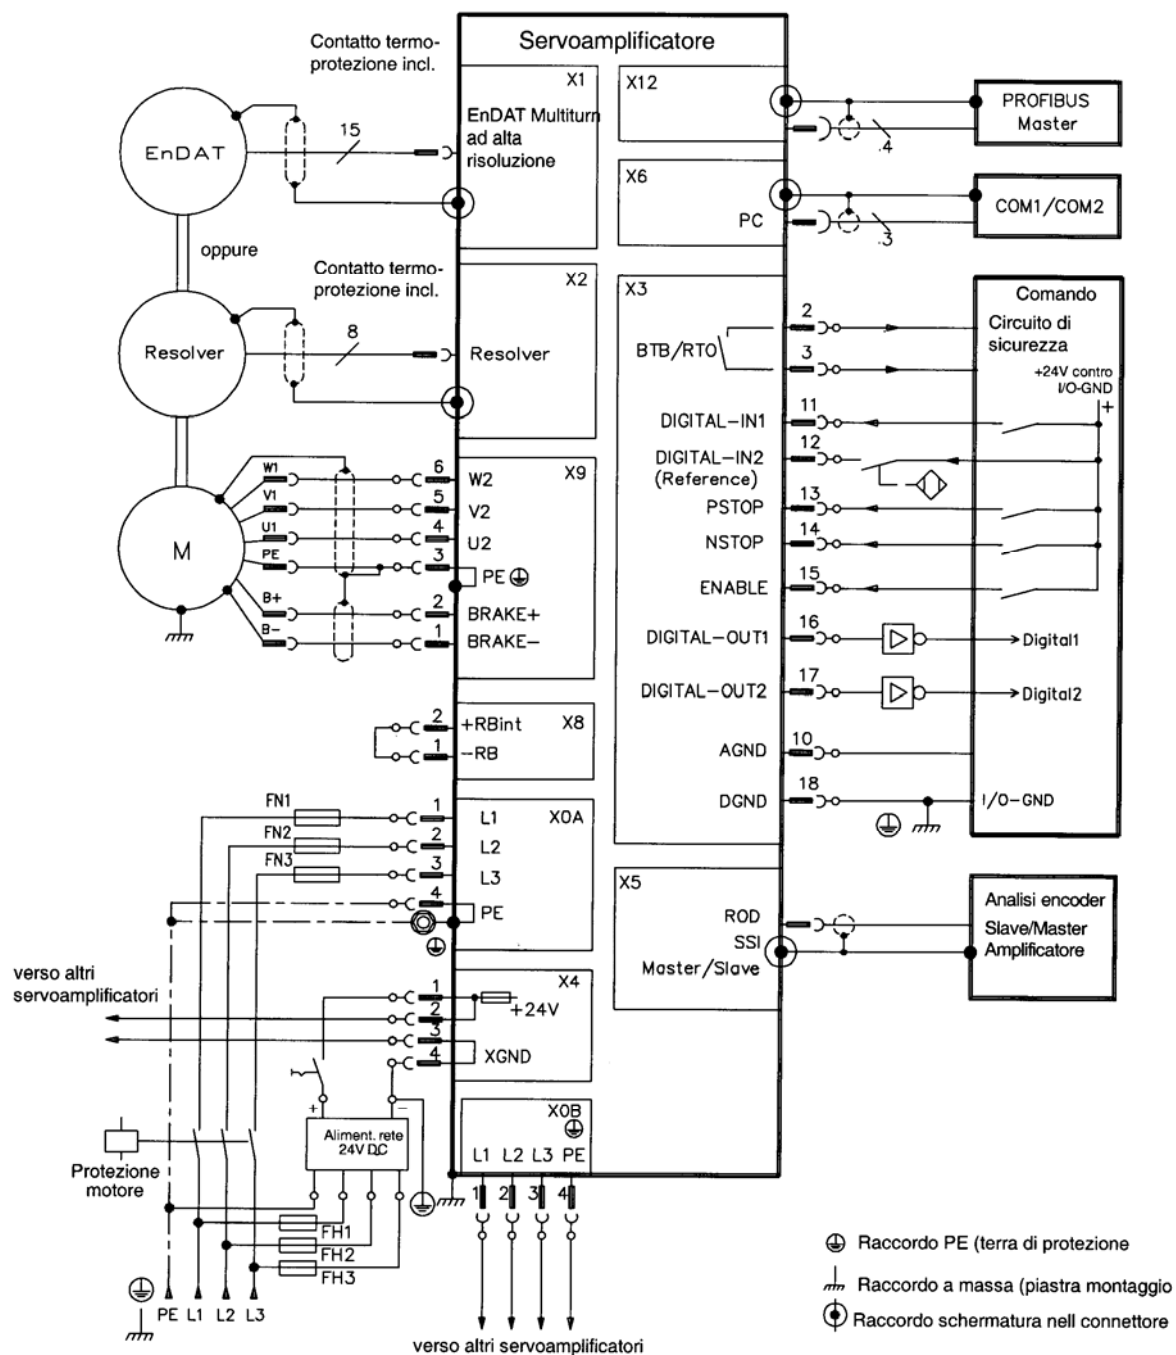 Servoamplificatore
Contatto termo-
protezione incl.
X1
EnDAT Multiturn
ad alta
risoluzione
EnDAT
15
X12
PROFIBUS
Master
.4
X6
PC
COM1/COM2
.3
oppure
Contatto termo-
protezione incl.
X2
Resolver
8
Resolver
X3
BTB/RTO
2
3
Comando
Circuito di
sicurezza
+24V contro
I/O-GND
+
DIGITAL-IN1
11
DIGITAL-IN2
(Reference)
12
PSTOP
13
NSTOP
14
ENABLE
15
DIGITAL-OUT1
16
Digital1
DIGITAL-OUT2
17
Digital2
AGND
10
DGND
18
I/O-GND
X9
M
W1
6
W2
V1
5
V2
U1
4
U2
PE
3
PE
B+
2
BRAKE+
B-
1
BRAKE-
X8
2
+RBint
1
-RB
X0A
FN1
1
L1
FN2
2
L2
FN3
3
L3
4
PE
X5
ROD
SSI
Master/Slave
Analisi encoder
Slave/Master
Amplificatore
verso altri
servoamplificatori
X4
1
2
+24V
3
4
XGND
+
-
Aliment. rete
24V DC
Protezione
motore
FH1
FH2
FH3
PE L1 L2 L3
X0B
L1 L2 L3 PE
1 2 3 4
verso altri servoamplificatori
Raccordo PE (terra di protezione
Raccordo a massa (piastra montaggio
Raccordo schermatura nell connettore